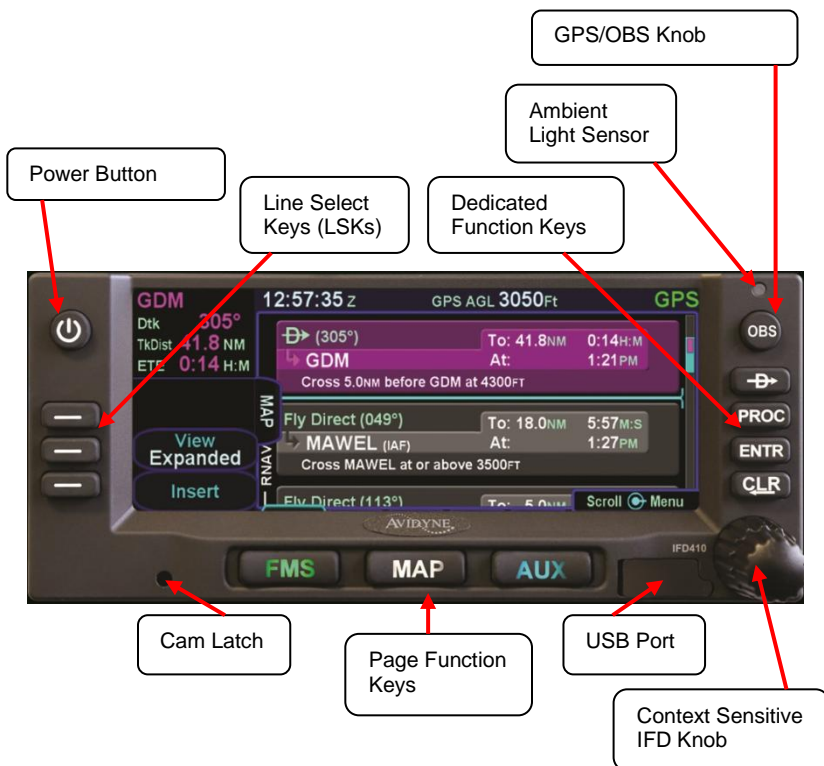 GPS/OBS Knob
Ambient
Light Sensor
Power Button
Line Select
Keys (LSKs)
Dedicated
Function Keys
GDM
12:57:35 Z
GPS AGL 3050FT
GPS
Dtk 305°
TkDist 41.8 NM
ETE 0:14 H:M
(305°)
To: 41.8NM 0:14H:M
GDM
At: 1:21PM
Cross 5.0NM before GDM at 4300FT
MAP
Fly Direct (049°)
To: 18.0NM 5:57M:S
MAWEL (IAF)
At: 1:27PM
Cross MAWEL at or above 3500FT
View
Expanded
RNAV
Insert
Fly Direct (113°)
To: 5.0NM
Scroll Menu
OBS
D
PROC
ENTR
CLR
AVIDYNE
IFD410
FMS
MAP
AUX
Cam Latch
Page Function
Keys
USB Port
Context Sensitive
IFD Knob